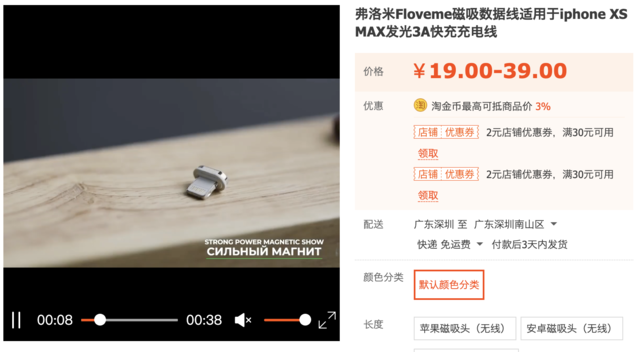 弗洛米Floveme磁吸数据线适用于iphone XS
MAX发光3A快充充电线
价格
¥19.00-39.00
优惠
淘 淘金币最高可抵商品价 3%
店铺 优惠券 2元店铺优惠券，满30元可用
领取
店铺 优惠券 2元店铺优惠券，满30元可用
领取
配送
广东深圳 至 广东深圳南山区
快递 免运费 付款后3天内发货
颜色分类
默认颜色分类
长度
苹果磁吸头（无线）
安卓磁吸头（无线）
STRONG POWER MAGNETIC SHOW
СИЛЬНЫЙ МАГНИТ
00:08
00:38